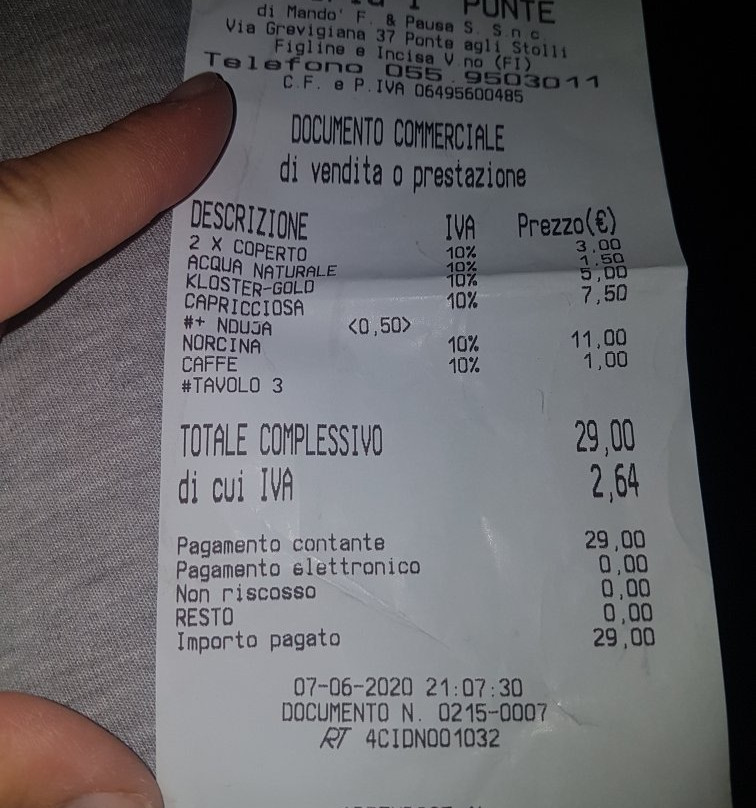 PONTE
di Mando' F. & Pausa S. S.n.c.
Via Grevigiana 37 Ponte agli Stolli
Figline e Incisa V.no (FI)
Telefono 055.9503011
C.F. e P.IVA 06495600485
DOCUMENTO COMMERCIALE
di vendita o prestazione
DESCRIZIONE IVA Prezzo(€)
2 X COPERTO 10% 3,00
ACQUA NATURALE 10% 1,50
KLOSTER-GOLD 10% 5,00
CAPRICCIOSA 10% 7,50
#+ NDUJA <0,50>
NORCINA 10% 11,00
CAFFE 10% 1,00
#TAVOLO 3
TOTALE COMPLESSIVO 29,00
di cui IVA 2,64
Pagamento contante 29,00
Pagamento elettronico 0,00
Non riscosso 0,00
RESTO 0,00
Importo pagato 29,00
07-06-2020 21:07:30
DOCUMENTO N. 0215-0007
RT 4CIDN001032